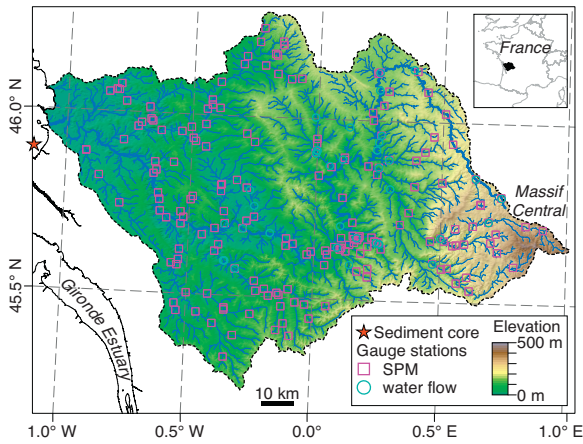 France
46.0° N
Massif
Central
45.5° N
Gironde Estuary
Sediment core
Gauge stations
SPM
water flow
Elevation
500 m
0 m
10 km
1.0° W
0.5° W
0.0°
0.5° E
1.0° E